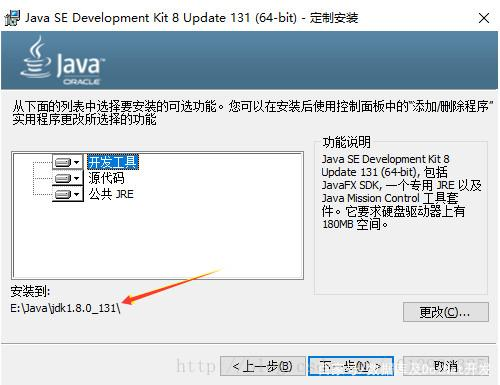 Java SE Development Kit 8 Update 131 (64-bit) - 定制安装
Java
ORACLE
从下面的列表中选择要安装的可选功能。您可以在安装后使用控制面板中的“添加/删除程序”
实用程序更改所选择的功能
开发工具
源代码
公共 JRE
功能说明
Java SE Development Kit 8
Update 131 (64-bit), 包括
JavaFX SDK, 一个专用 JRE 以及
Java Mission Control 工具套
件。它要求硬盘驱动器上有
180MB 空间。
安装到:
E:\Java\jdk1.8.0_131\
更改(C)...
< 上一步(B)
下一步(N) >
取消